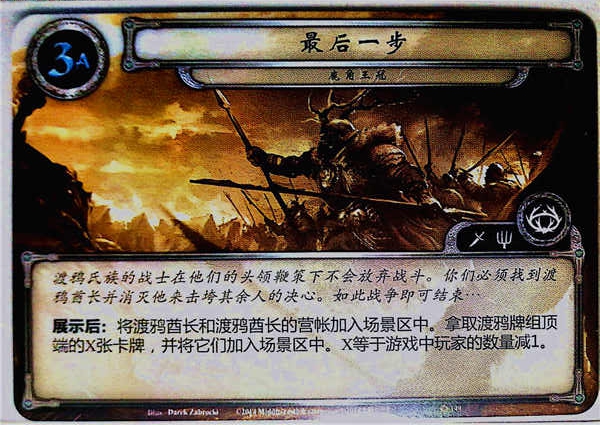 3A
最后一步
鹿角王冠
渡鸦氏族的战士在他们的头领鞭策下不会放弃战斗。你们必须找到渡
鸦酋长并消灭他来击垮其余人的决心。如此战争即可结束…
展示后：将渡鸦酋长和渡鸦酋长的营帐加入场景区中。拿取渡鸦牌组顶
端的X张卡牌，并将它们加入场景区中。X等于游戏中玩家的数量减1。
Illus. Darek Zabrocki